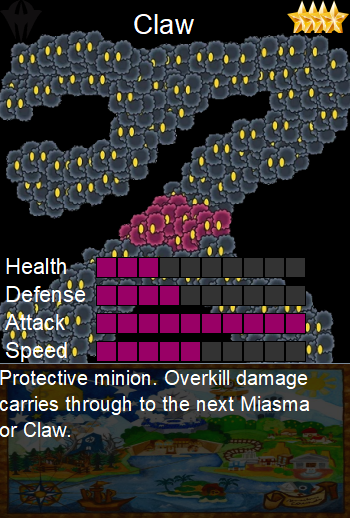 Claw
Health
Defense
Attack
Speed
Protective minion. Overkill damage
carries through to the next Miasma
or Claw.